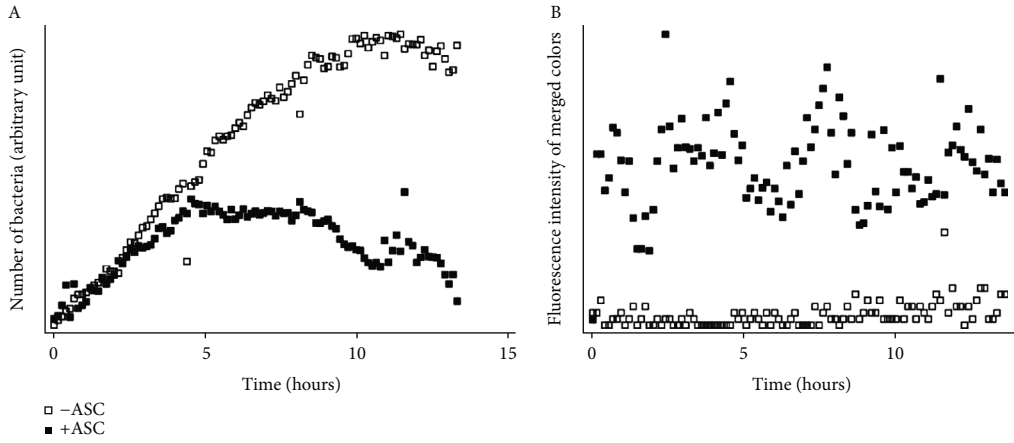 A
Number of bacteria (arbitrary unit)
0
5
10
15
Time (hours)
−ASC
+ASC
B
Fluorescence intensity of merged colors
0
5
10
Time (hours)